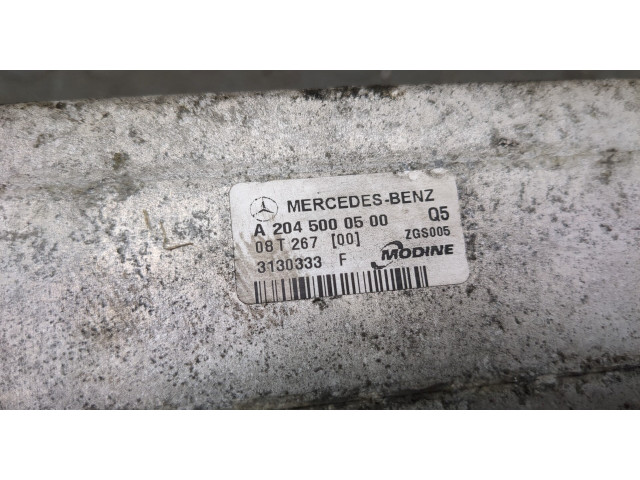 MERCEDES-BENZ
A 204 500 05 00 Q5
08 T 267 [00] ZGS005
3130333 F MODINE